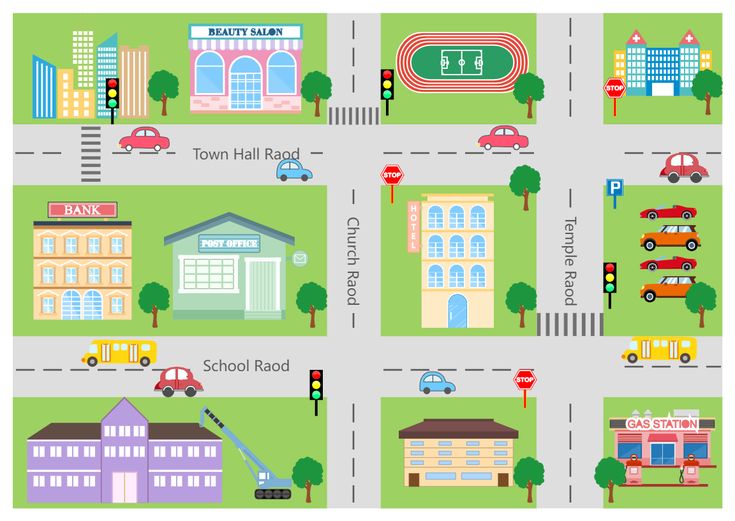 BEAUTY SALON
STOP
Town Hall Raod
STOP
P
BANK
POST OFFICE
Church Raod
HOTEL
Temple Raod
School Raod
STOP
GAS STATION